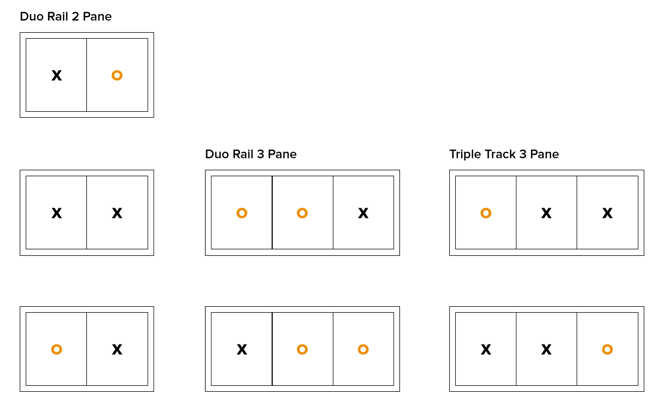 Duo Rail 2 Pane
X O
Duo Rail 3 Pane
Triple Track 3 Pane
X X
O O X
O X X
O X
X O O
X X O